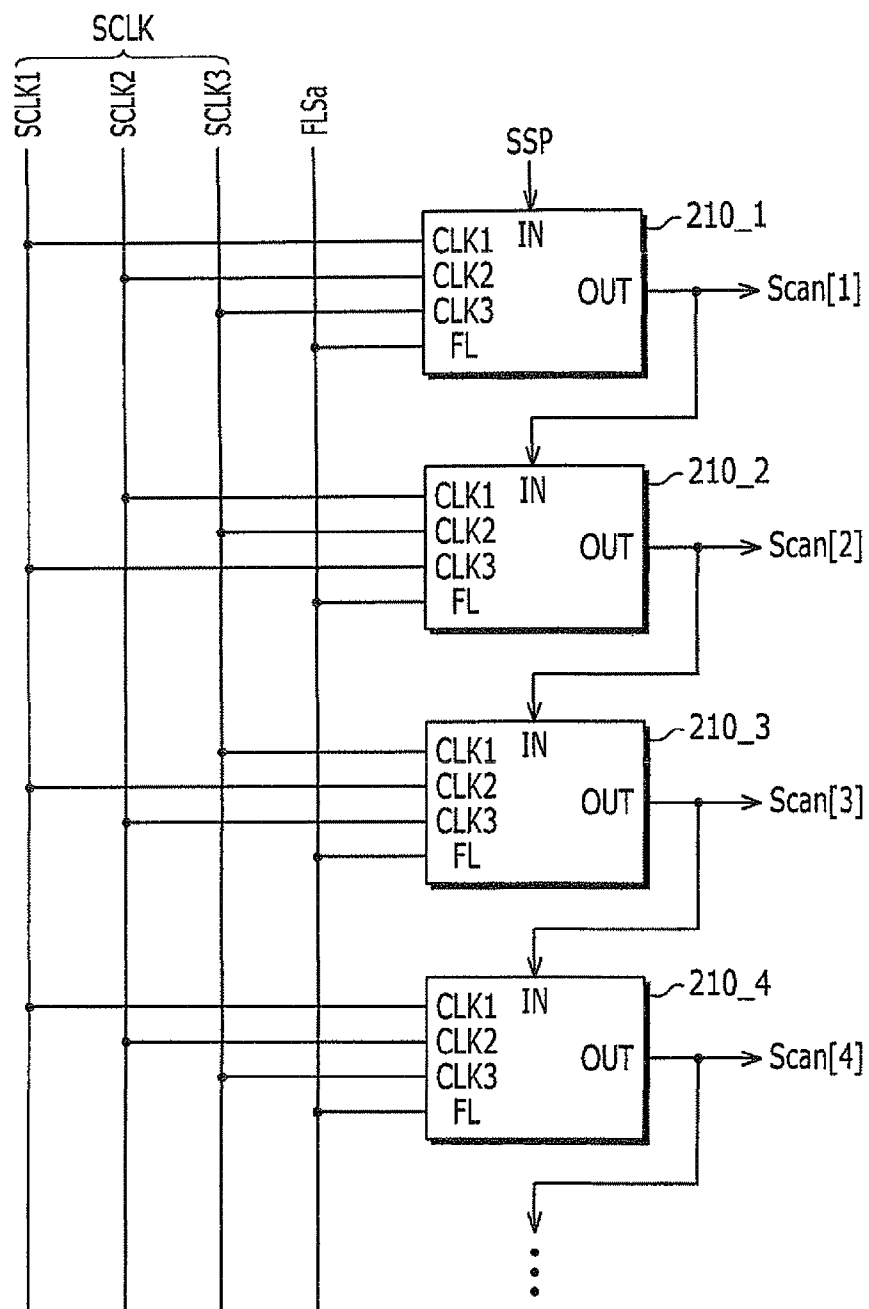 SCLK
SCLK1
SCLK2
SCLK3
FLSa
SSP
210_1
IN
CLK1
CLK2
CLK3
FL
OUT
Scan[1]
210_2
IN
CLK1
CLK2
CLK3
FL
OUT
Scan[2]
210_3
IN
CLK1
CLK2
CLK3
FL
OUT
Scan[3]
210_4
IN
CLK1
CLK2
CLK3
FL
OUT
Scan[4]